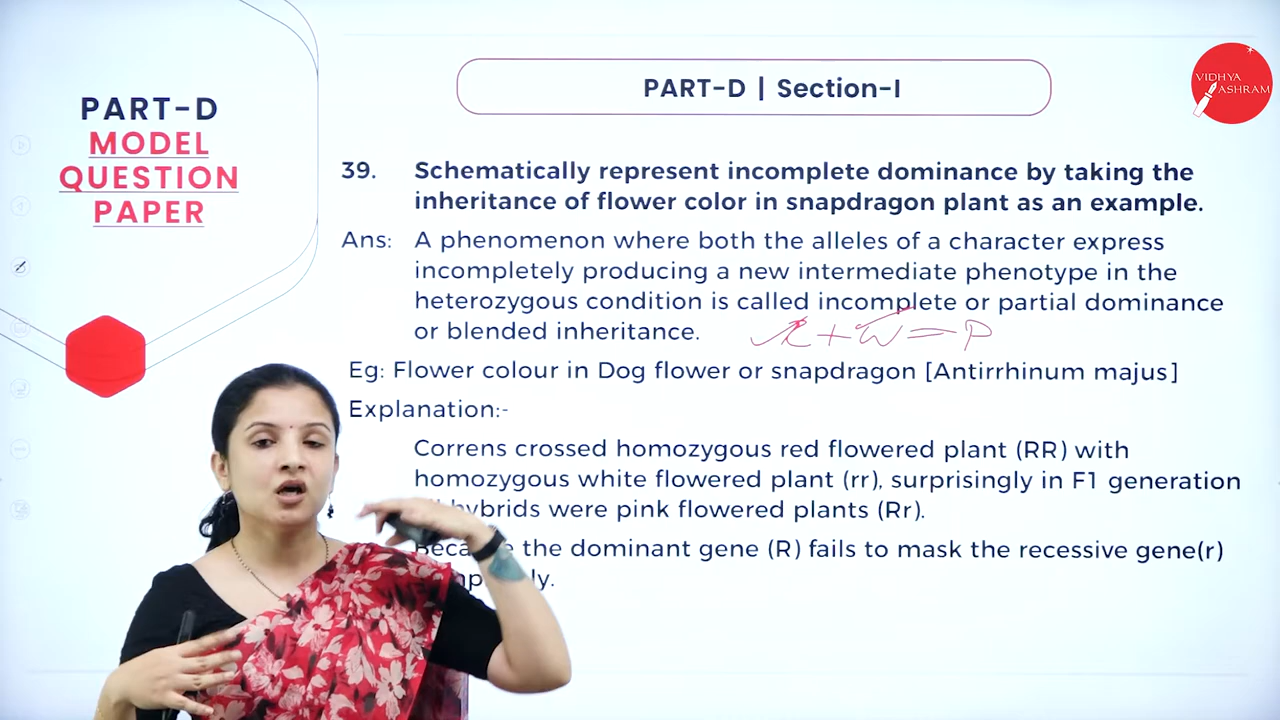 PART-D
MODEL
QUESTION
PAPER
PART-D | Section-I
VIDHYA
ASHRAM
39. Schematically represent incomplete dominance by taking the
inheritance of flower color in snapdragon plant as an example.
Ans: A phenomenon where both the alleles of a character express
incompletely producing a new intermediate phenotype in the
heterozygous condition is called incomplete or partial dominance
or blended inheritance.
R + W = P
Eg: Flower colour in Dog flower or snapdragon [Antirrhinum majus]
Explanation:-
Correns crossed homozygous red flowered plant (RR) with
homozygous white flowered plant (rr), surprisingly in F1 generation
hybrids were pink flowered plants (Rr).
the dominant gene (R) fails to mask the recessive gene(r)